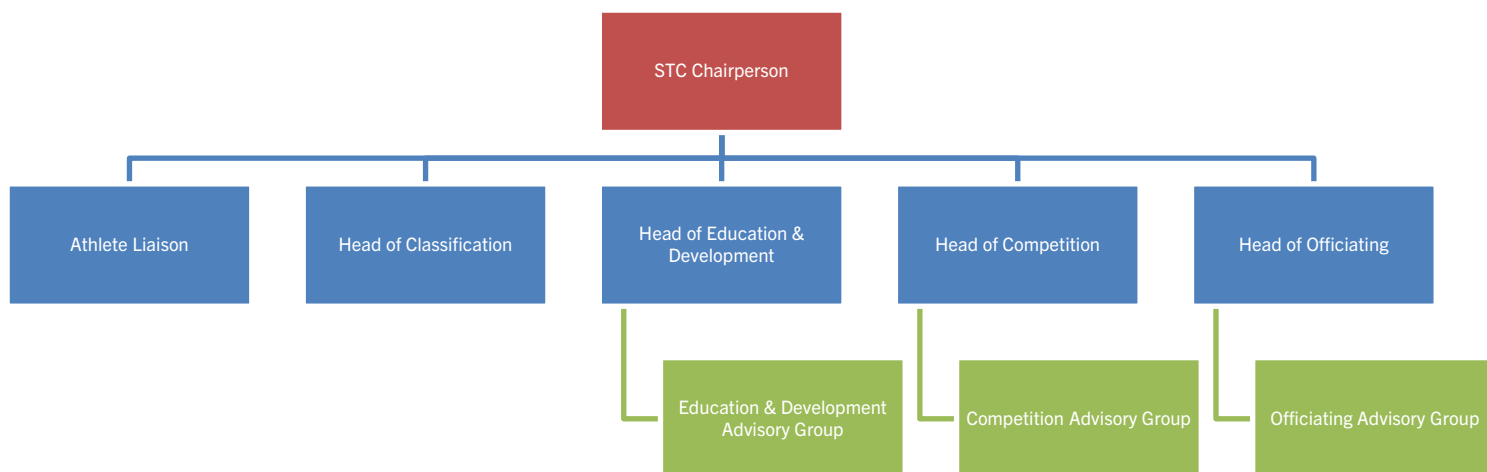 STC Chairperson
Athlete Liaison
Head of Classification
Head of Education &
Development
Head of Competition
Head of Officiating
Education & Development
Advisory Group
Competition Advisory Group
Officiating Advisory Group